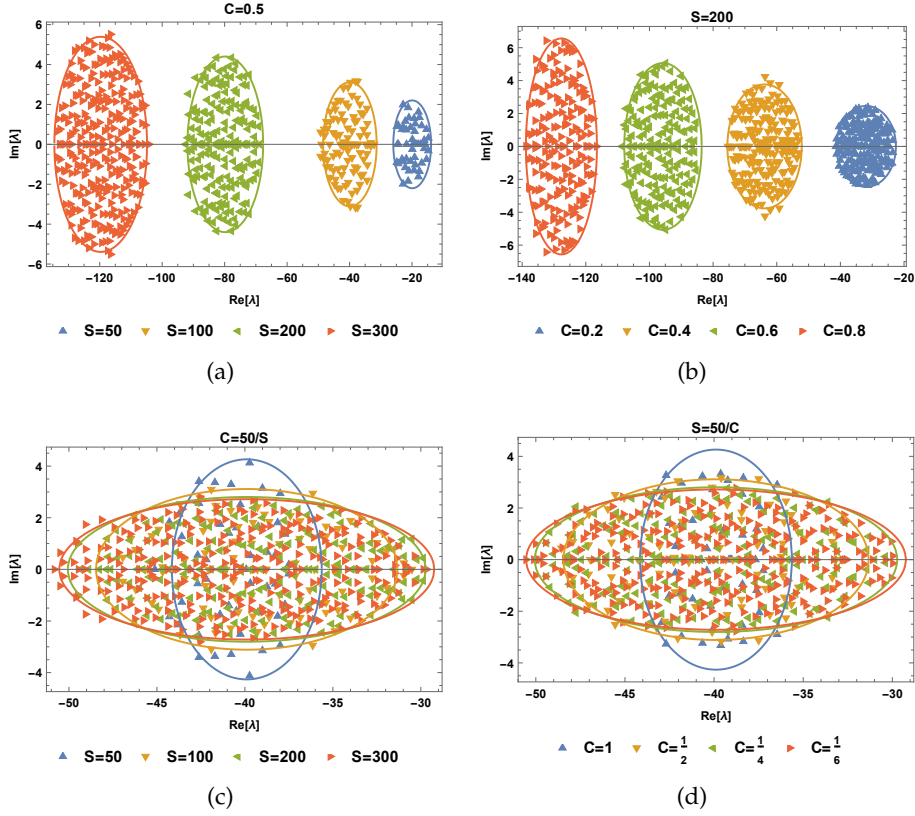 C=0.5
6
4
2
0
−2
−4
−6
Im[λ]
−120 −100 −80 −60 −40 −20
Re[λ]
S=50 S=100 S=200 S=300
(a)
S=200
6
4
2
0
−2
−4
−6
Im[λ]
−140 −120 −100 −80 −60 −40 −20
Re[λ]
C=0.2 C=0.4 C=0.6 C=0.8
(b)
C=50/S
4
2
0
−2
−4
Im[λ]
−50 −45 −40 −35 −30
Re[λ]
S=50 S=100 S=200 S=300
(c)
S=50/C
4
2
0
−2
−4
Im[λ]
−50 −45 −40 −35 −30
Re[λ]
C=1 C=1/2 C=1/4 C=1/6
(d)